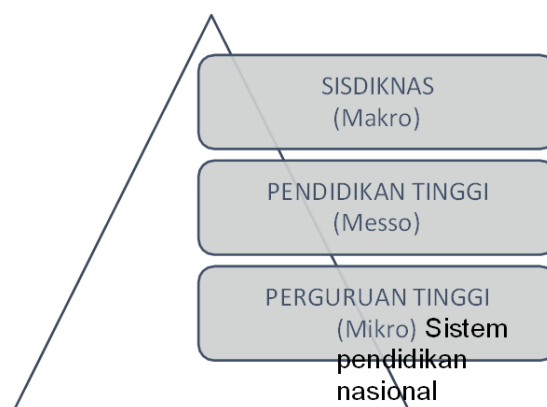 SISDIKNAS
(Makro)
PENDIDIKAN TINGGI
(Messo)
PERGURUAN TINGGI
(Mikro) Sistem
pendidikan
nasional